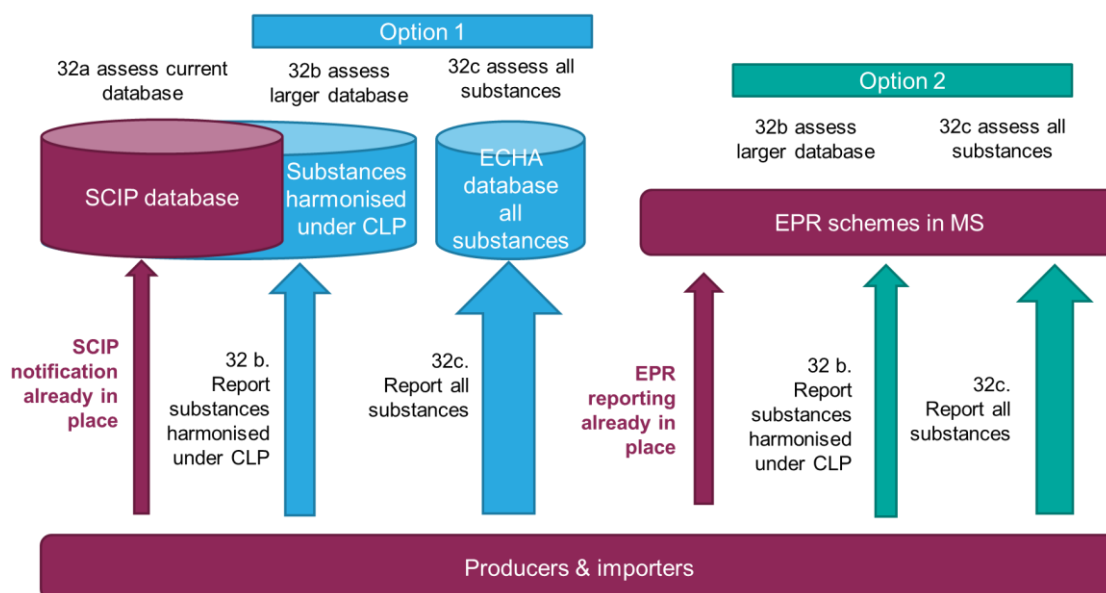 Option 1
32a assess current
database
32b assess
larger database
32c assess all
substances
Option 2
32b assess
larger database
32c assess all
substances
SCIP database
Substances
harmonised
under CLP
ECHA
database
all
substances
EPR schemes in MS
SCIP
notification
already in
place
32 b.
Report
substances
harmonised
under CLP
32c.
Report all
substances
EPR
reporting
already in
place
32 b.
Report
substances
harmonised
under CLP
32c.
Report all
substances
Producers & importers